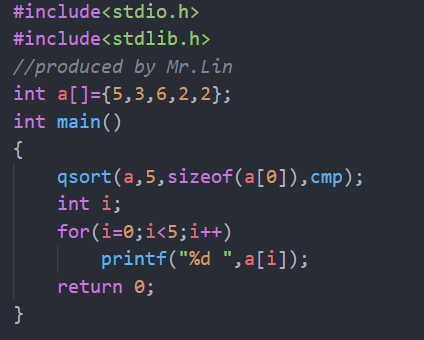 #include<stdio.h>
#include<stdlib.h>
//produced by Mr.Lin
int a[]={5,3,6,2,2};
int main()
{
    qsort(a,5,sizeof(a[0]),cmp);
    int i;
    for(i=0;i<5;i++)
        printf("%d ",a[i]);
    return 0;
}